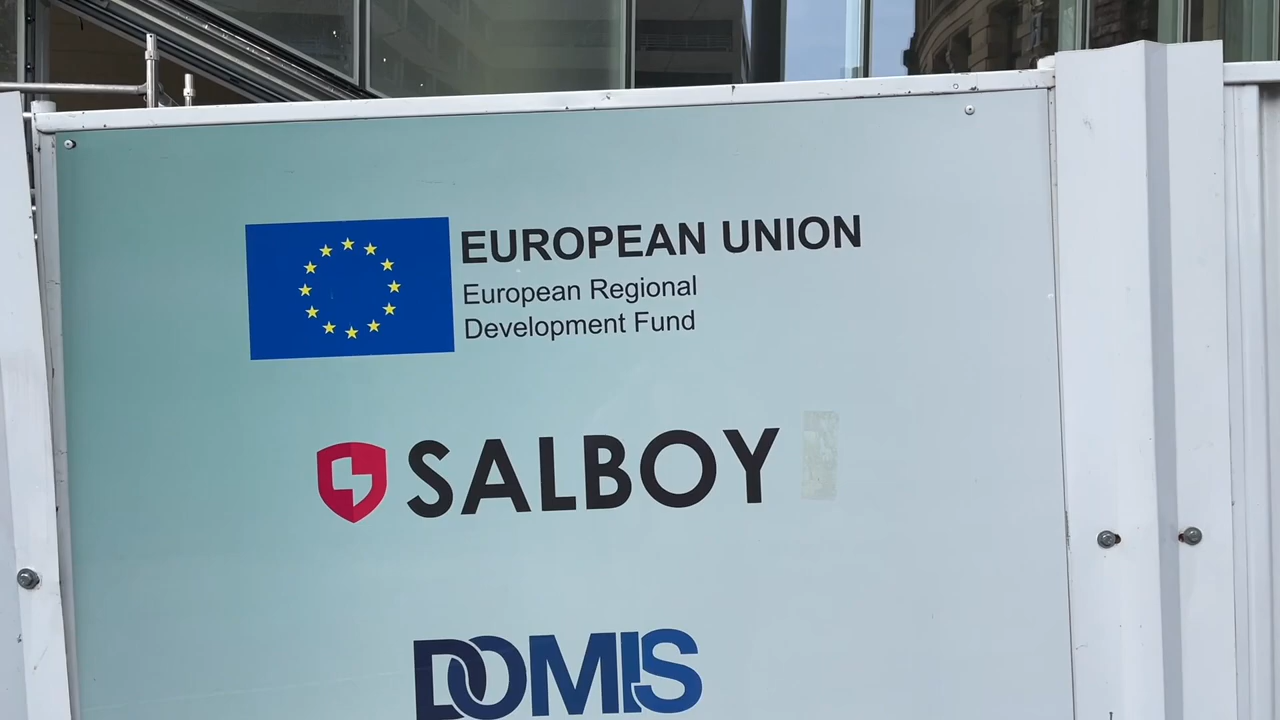 EUROPEAN UNION
European Regional
Development Fund
SALBOY
DOMIS